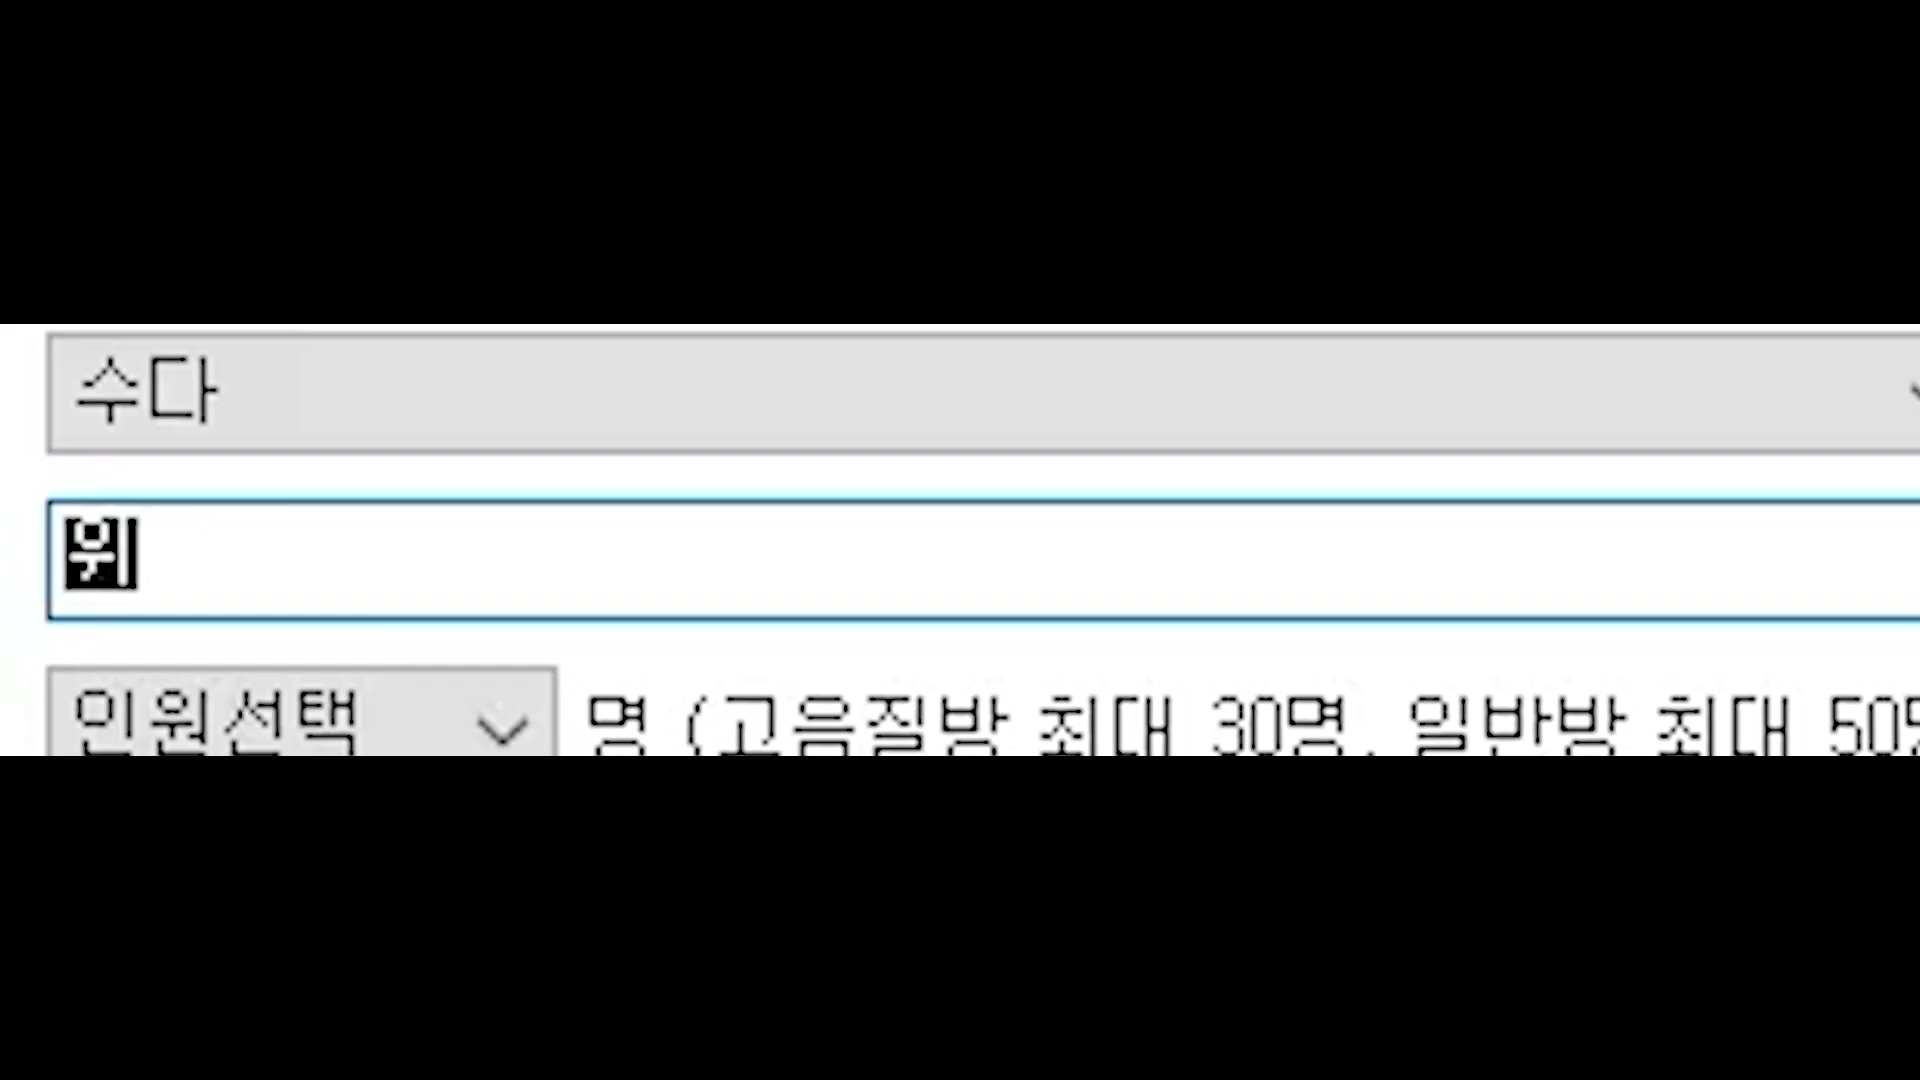 수다
위
인원선택 명 (고음질방 최대 30명, 일반방 최대 50